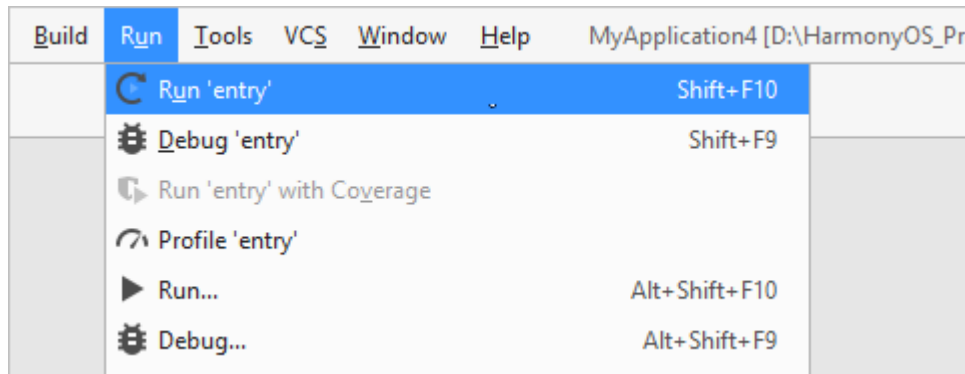 Build Run Tools VCS Window Help MyApplication4 [D:\HarmonyOS_Pr
Run 'entry' Shift+F10
Debug 'entry' Shift+F9
Run 'entry' with Coverage
Profile 'entry'
Run... Alt+Shift+F10
Debug... Alt+Shift+F9